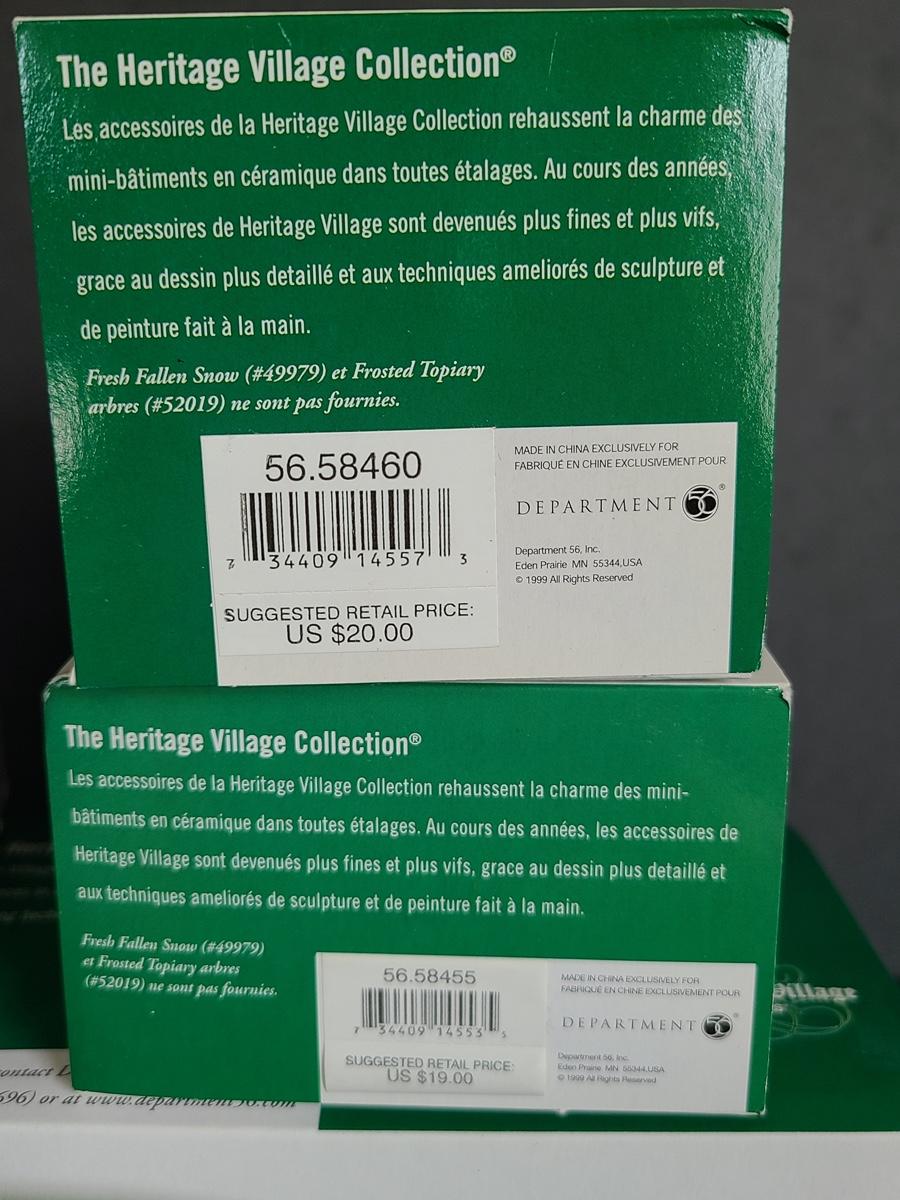 The Heritage Village Collection®
Les accessoires de la Heritage Village Collection rehaussent la charme des
mini-bâtiments en céramique dans toutes étalages. Au cours des années,
les accessoires de Heritage Village sont devenués plus fines et plus vifs,
grace au dessin plus detaillé et aux techniques ameliorés de sculpture et
de peinture fait à la main.
Fresh Fallen Snow (#49979) et Frosted Topiary
arbres (#52019) ne sont pas fournies.
56.58460
7 34409 14557 3
SUGGESTED RETAIL PRICE:
US $20.00
MADE IN CHINA EXCLUSIVELY FOR
FABRIQUÉ EN CHINE EXCLUSIVEMENT POUR
DEPARTMENT 56®
Department 56, Inc.
Eden Prairie MN 55344,USA
© 1999 All Rights Reserved
The Heritage Village Collection®
Les accessoires de la Heritage Village Collection rehaussent la charme des mini-
bâtiments en céramique dans toutes étalages. Au cours des années, les accessoires de
Heritage Village sont devenués plus fines et plus vifs, grace au dessin plus detaillé et
aux techniques ameliorés de sculpture et de peinture fait à la main.
Fresh Fallen Snow (#49979)
et Frosted Topiary arbres
(#52019) ne sont pas fournies.
56.58455
7 34409 14553 5
SUGGESTED RETAIL PRICE:
US $19.00
MADE IN CHINA EXCLUSIVELY FOR
FABRIQUÉ EN CHINE EXCLUSIVEMENT POUR
DEPARTMENT 56®
Department 56, Inc.
Eden Prairie MN 55344,USA
© 1999 All Rights Reserved
Village
696) or at www.department56.com